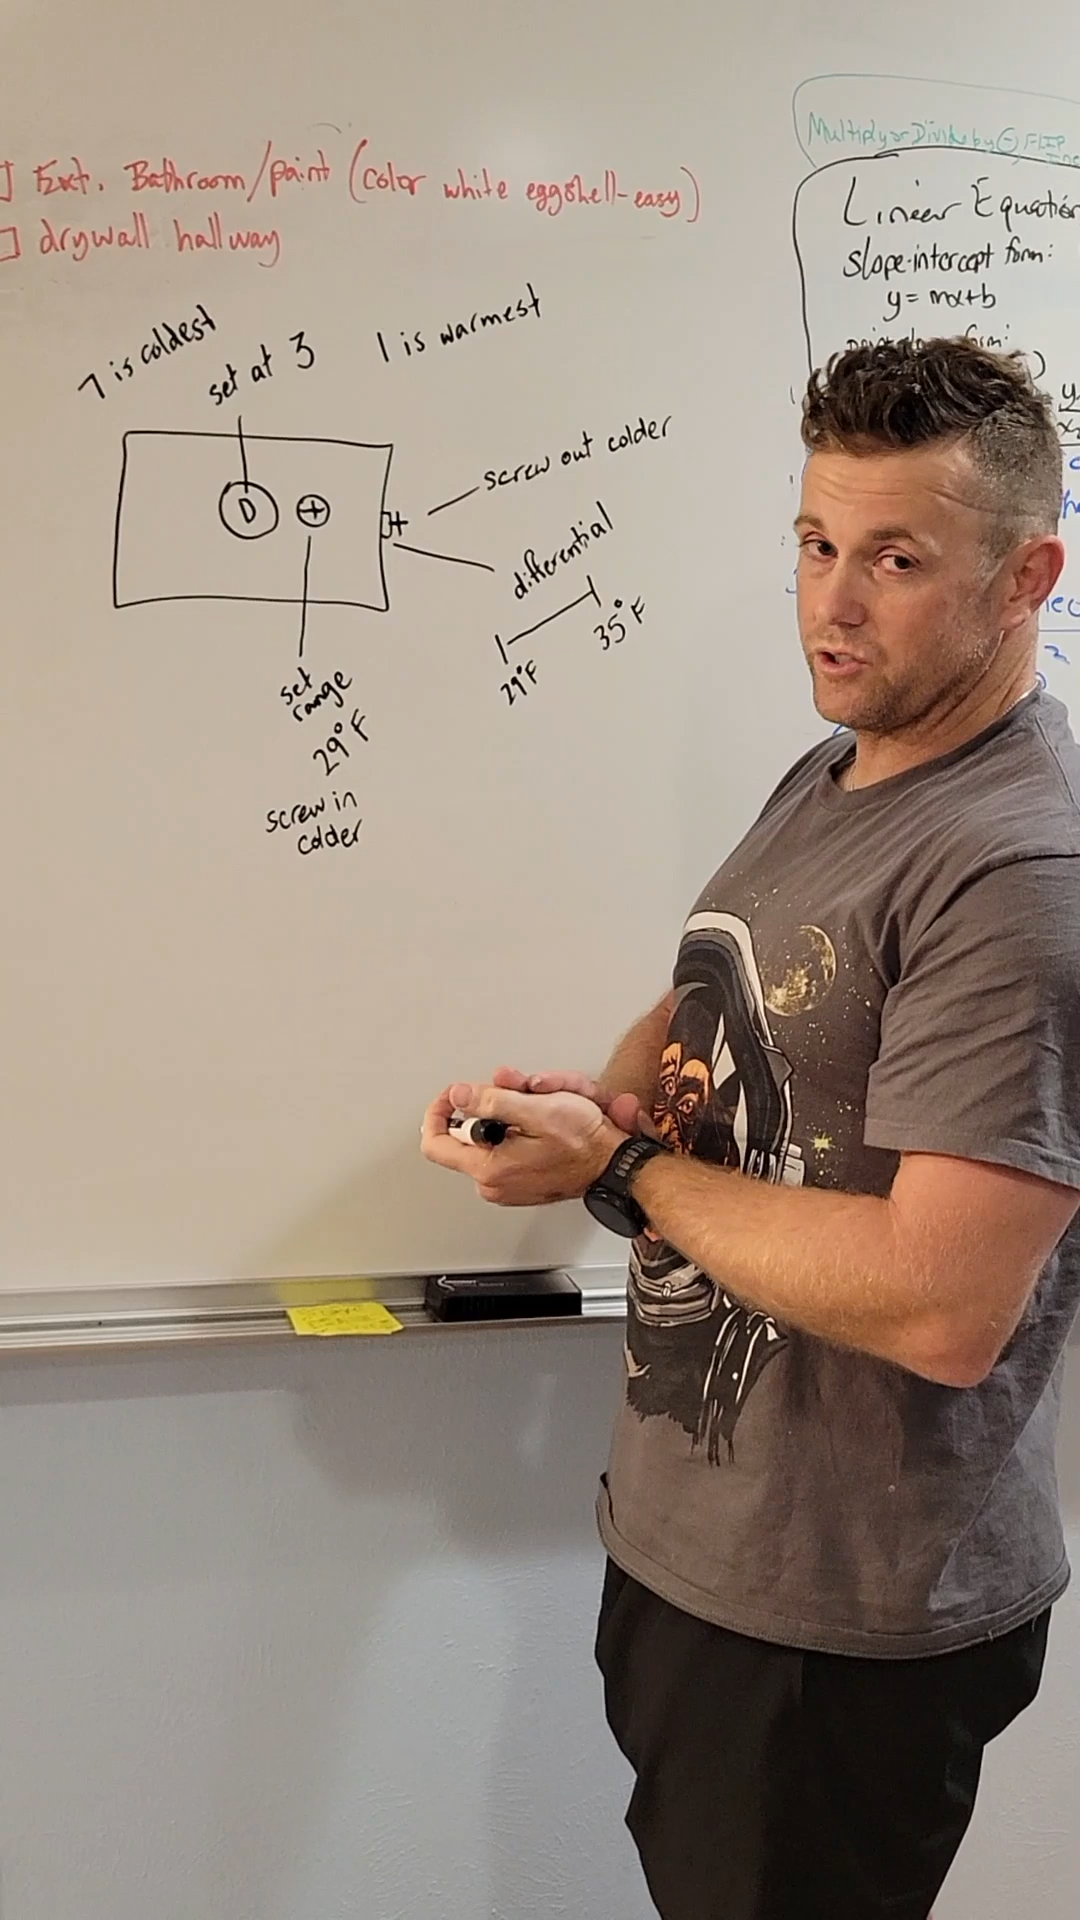 Ext. Bathroom/paint (color white eggshell-easy)
drywall hallway
7 is coldest
set at 3
1 is warmest
D
screw out colder
differential
29°F
35°F
set
range
29°F
screw in
colder
Multiply or Divide by (-) FLIP
Linear Equation
slope-intercept form:
y = mx+b
form: